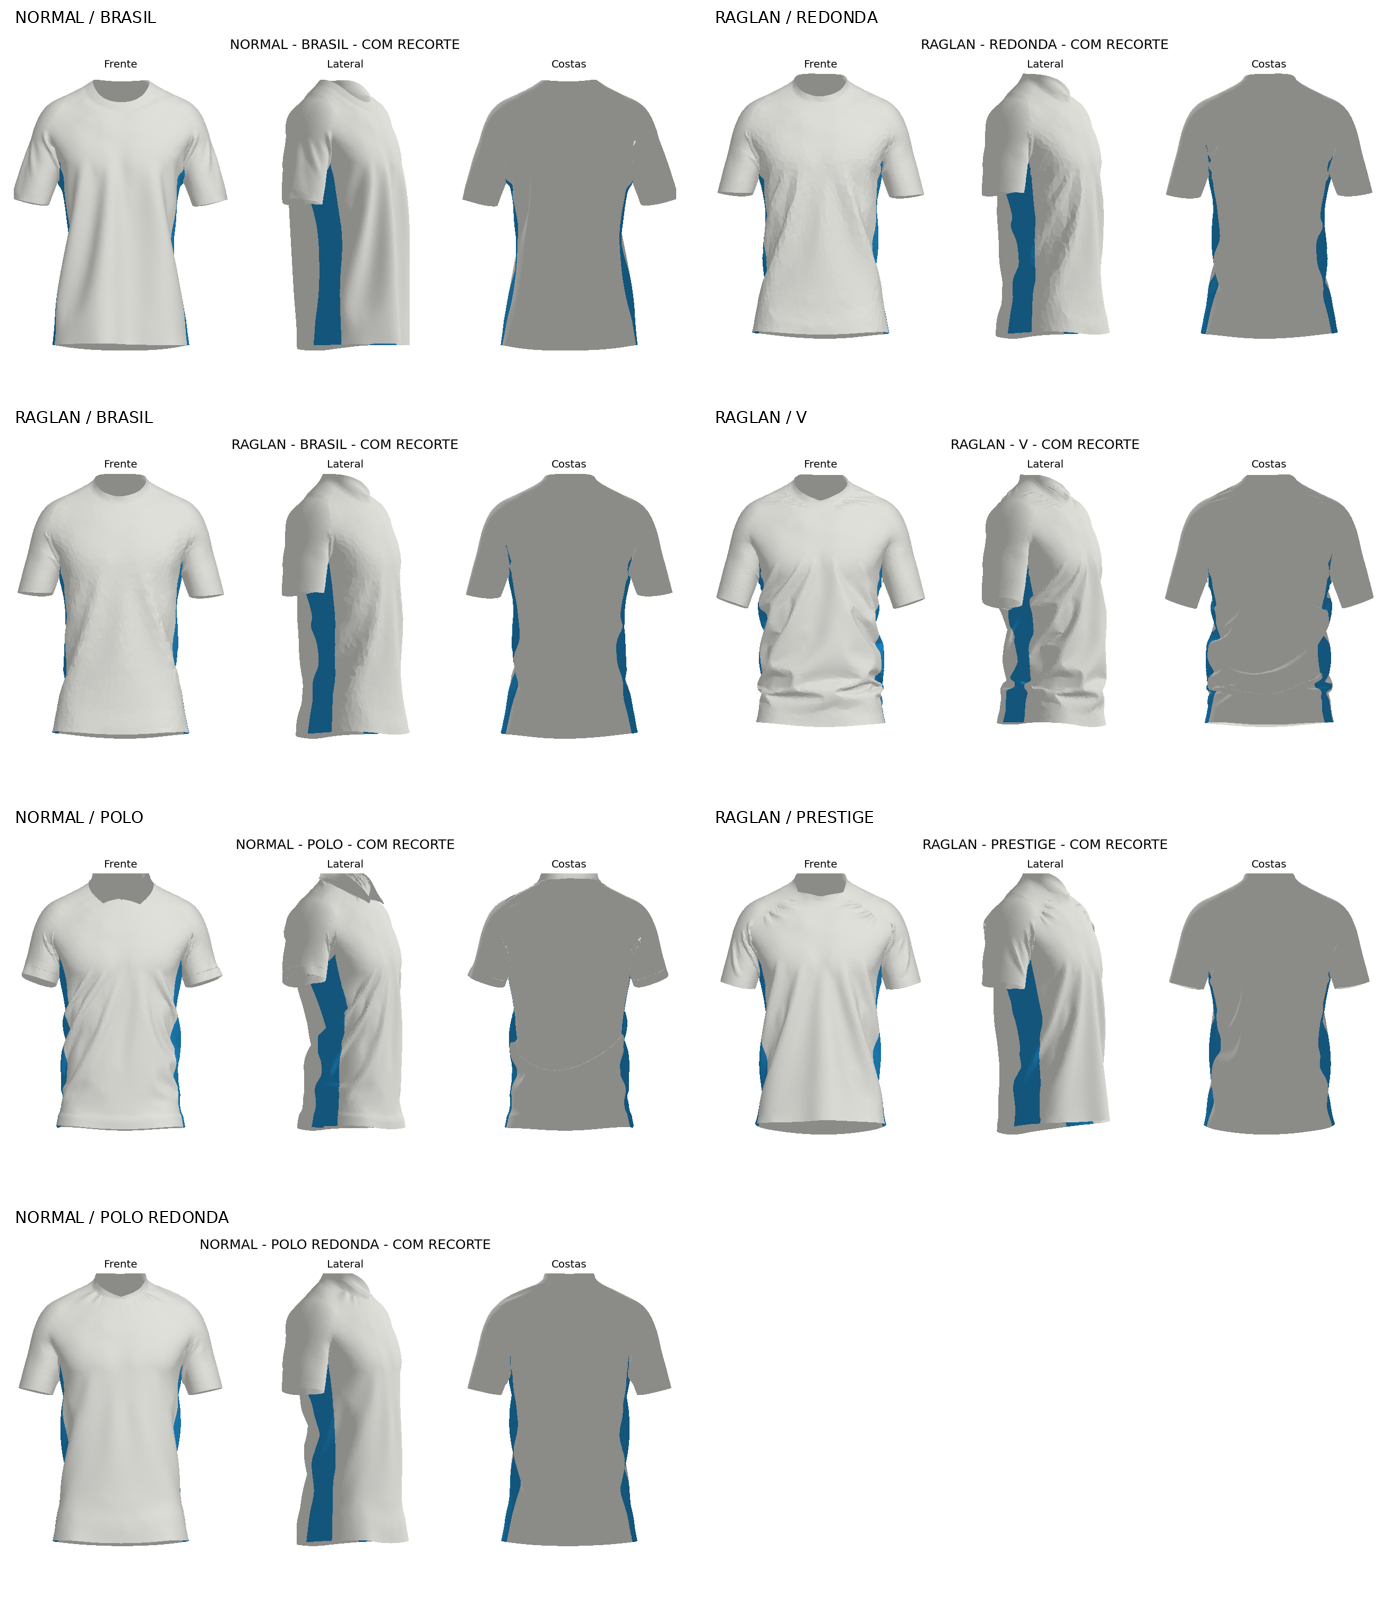 NORMAL / BRASIL
NORMAL - BRASIL - COM RECORTE
Frente
Lateral
Costas
RAGLAN / REDONDA
RAGLAN - REDONDA - COM RECORTE
Frente
Lateral
Costas
RAGLAN / BRASIL
RAGLAN - BRASIL - COM RECORTE
Frente
Lateral
Costas
RAGLAN / V
RAGLAN - V - COM RECORTE
Frente
Lateral
Costas
NORMAL / POLO
NORMAL - POLO - COM RECORTE
Frente
Lateral
Costas
RAGLAN / PRESTIGE
RAGLAN - PRESTIGE - COM RECORTE
Frente
Lateral
Costas
NORMAL / POLO REDONDA
NORMAL - POLO REDONDA - COM RECORTE
Frente
Lateral
Costas